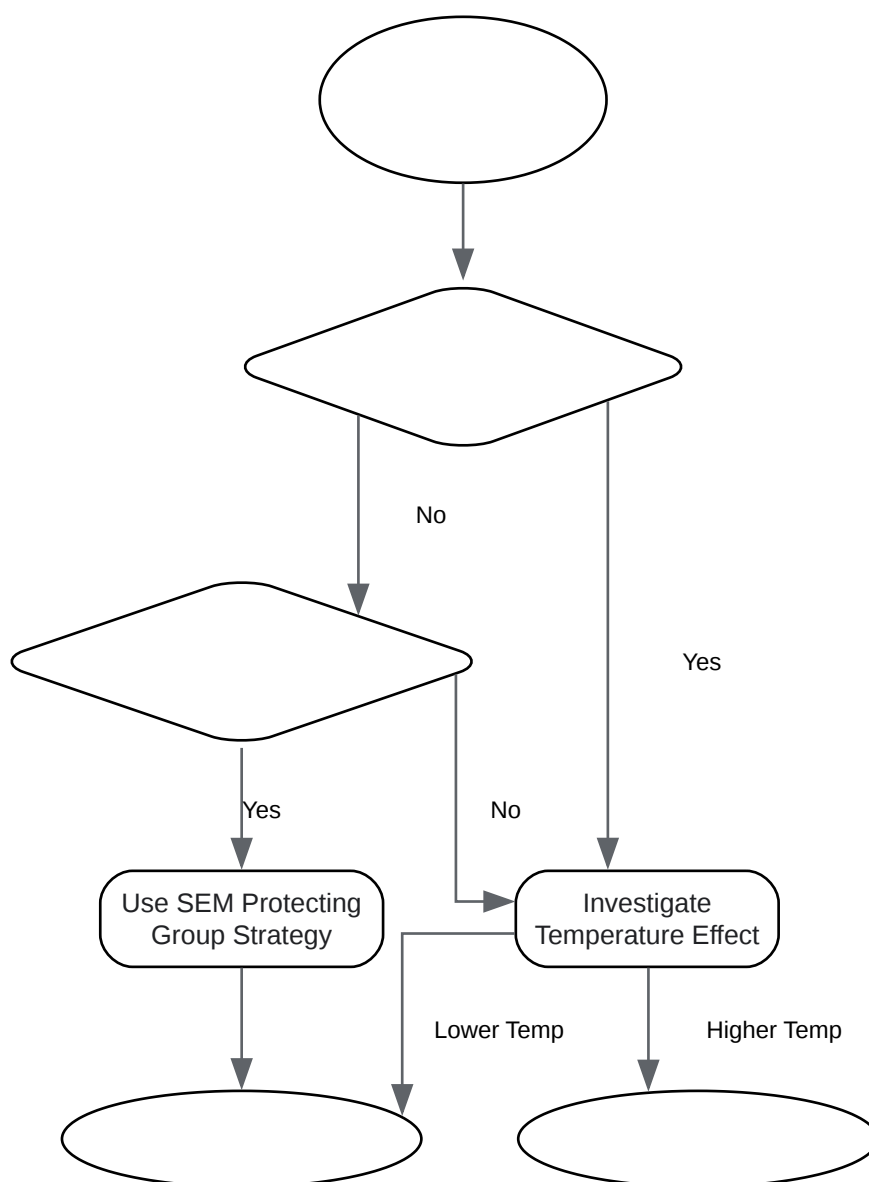 No
Yes
Yes
No
Use SEM Protecting
Group Strategy
Investigate
Temperature Effect
Lower Temp
Higher Temp